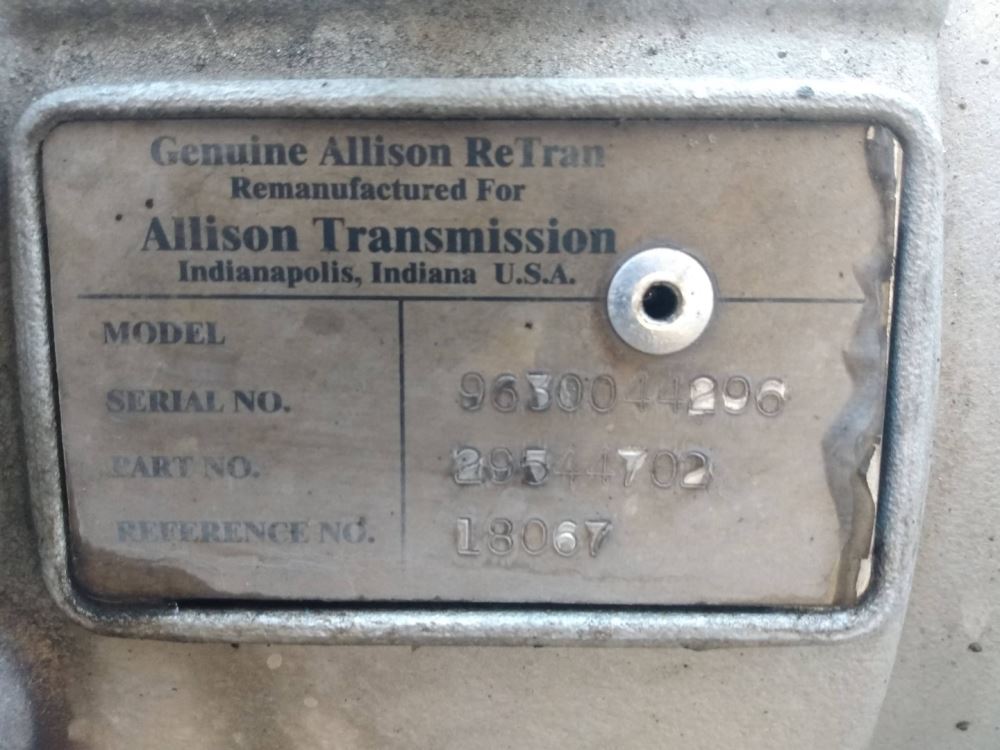 Genuine Allison ReTran
Remanufactured For
Allison Transmission
Indianapolis, Indiana U.S.A.
MODEL
SERIAL NO. 9630044296
PART NO. 29544702
REFERENCE NO. 18067